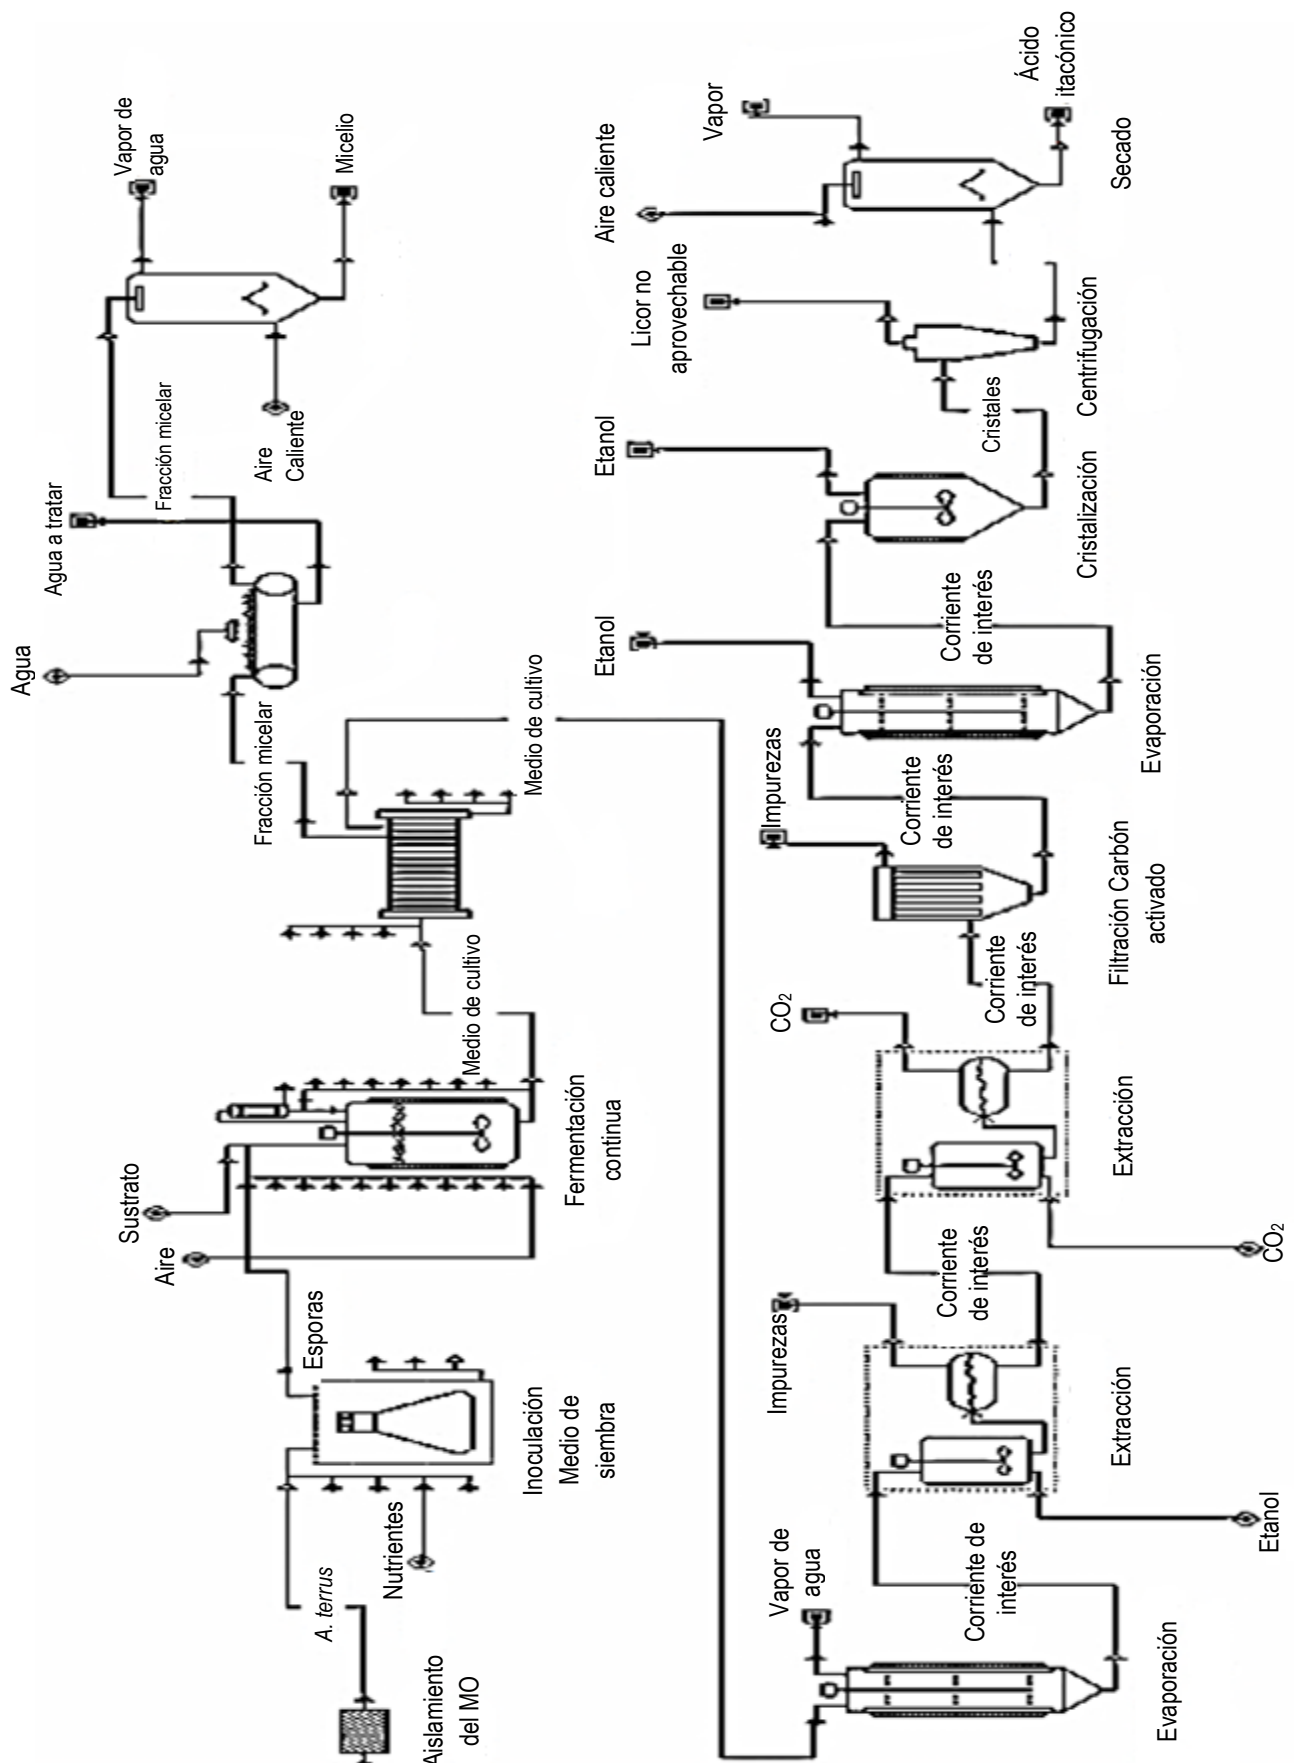 Aislamiento
del MO
A. terrus
Nutrientes
Inoculación
Medio de
siembra
Esporas
Aire
Sustrato
Fermentación
continua
Medio de cultivo
Medio de cultivo
Fracción micelar
Agua
Agua a tratar
Fracción micelar
Aire
Caliente
Vapor de
agua
Micelio
Evaporación
Vapor de
agua
Corriente de
interés
Etanol
Extracción
Impurezas
Corriente
de interés
CO2
Extracción
CO2
Corriente
de interés
Filtración Carbón
activado
Impurezas
Corriente
de interés
Evaporación
Etanol
Corriente
de interés
Cristalización
Etanol
Cristales
Centrifugación
Licor no
aprovechable
Aire caliente
Vapor
Secado
Ácido
itacónico